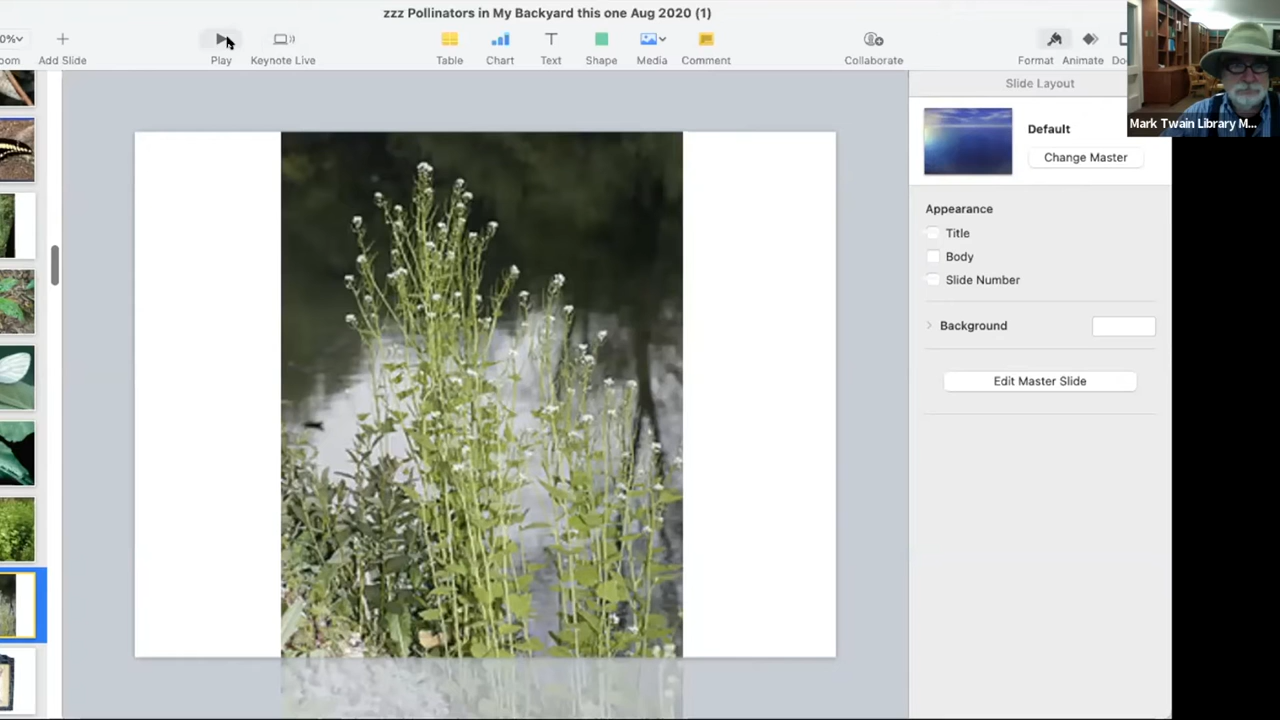 zzz Pollinators in My Backyard this one Aug 2020 (1)
0%
Add Slide
Play
Keynote Live
Table
Chart
Text
Shape
Media
Comment
Collaborate
Format
Animate
Mark Twain Library M...
Slide Layout
Default
Change Master
Appearance
Title
Body
Slide Number
Background
Edit Master Slide